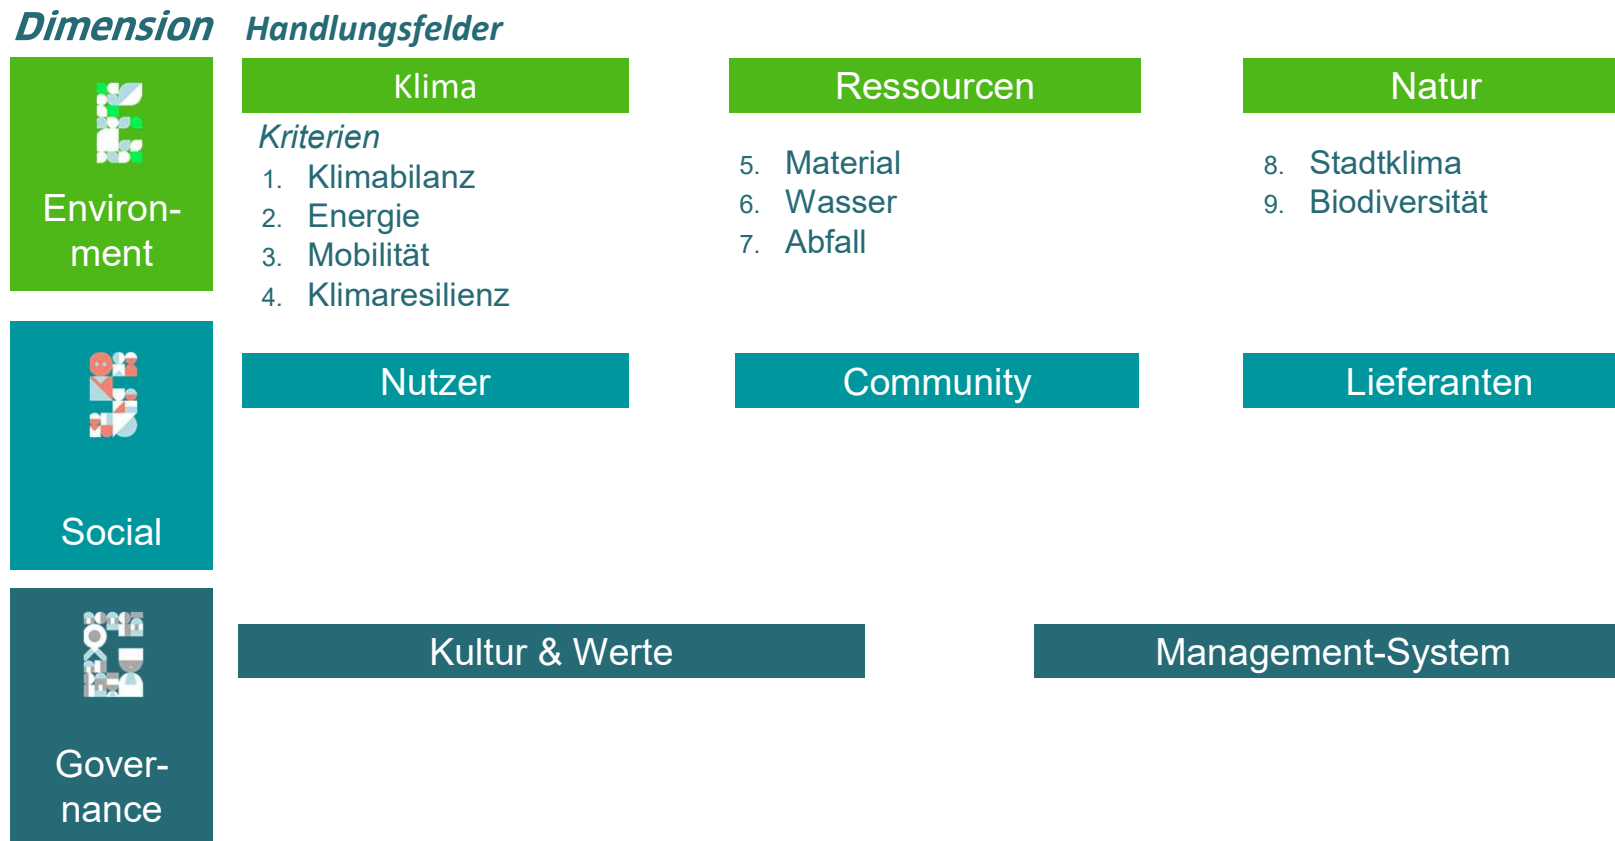 Dimension
Handlungsfelder
Environ-
ment
Klima
Kriterien
1. Klimabilanz
2. Energie
3. Mobilität
4. Klimaresilienz
Ressourcen
5. Material
6. Wasser
7. Abfall
Natur
8. Stadtklima
9. Biodiversität
Social
Nutzer
Community
Lieferanten
Gover-
nance
Kultur & Werte
Management-System